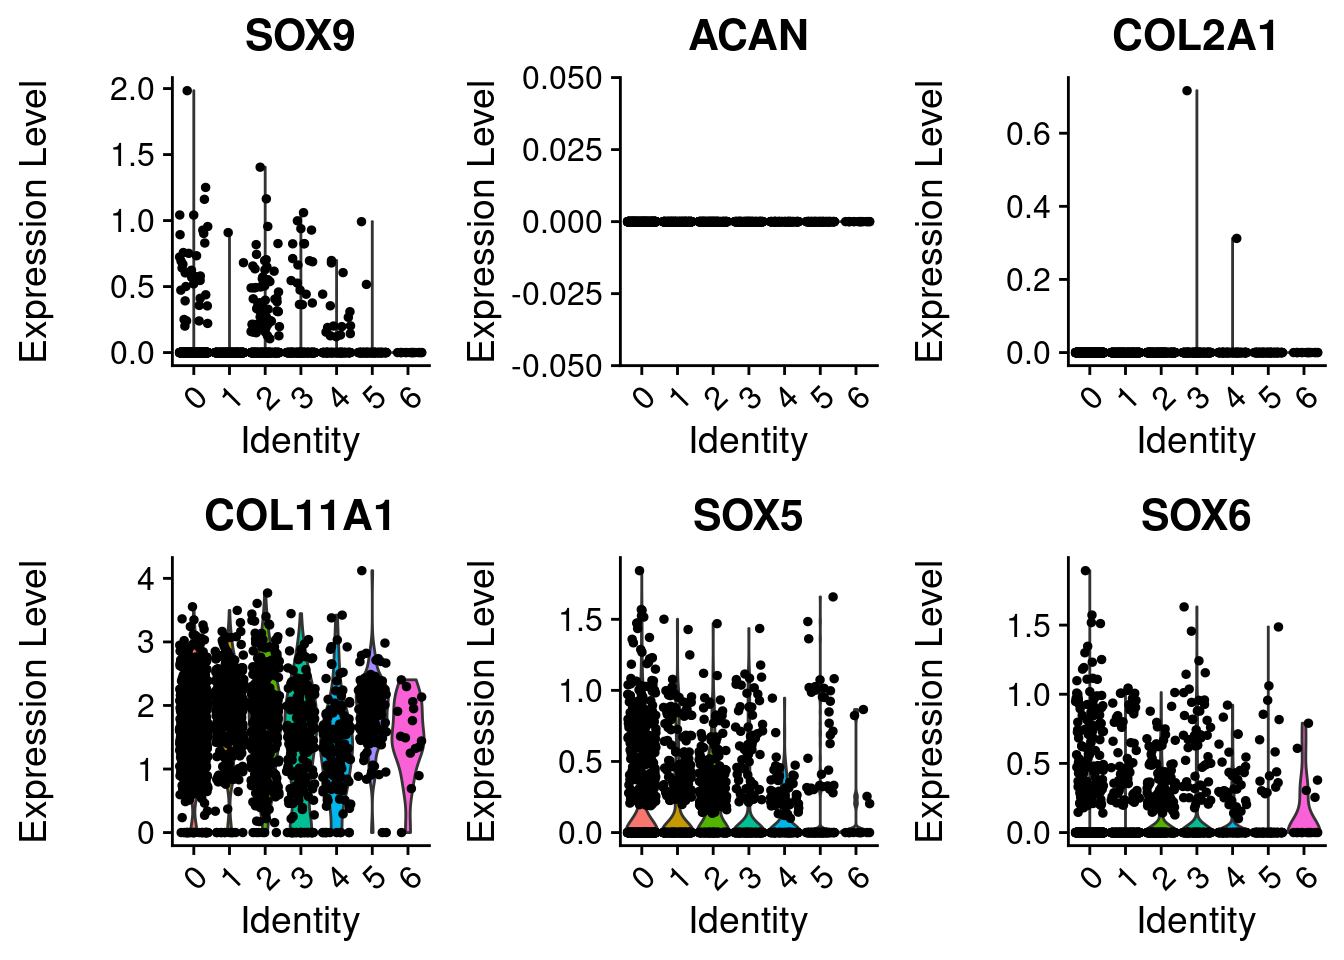 SOX9
Expression Level
2.0
1.5
1.0
0.5
0.0
0 1 2 3 4 5 6
Identity
ACAN
Expression Level
0.050
0.025
0.000
-0.025
-0.050
0 1 2 3 4 5 6
Identity
COL2A1
Expression Level
0.6
0.4
0.2
0.0
0 1 2 3 4 5 6
Identity
COL11A1
Expression Level
4
3
2
1
0
0 1 2 3 4 5 6
Identity
SOX5
Expression Level
1.5
1.0
0.5
0.0
0 1 2 3 4 5 6
Identity
SOX6
Expression Level
1.5
1.0
0.5
0.0
0 1 2 3 4 5 6
Identity